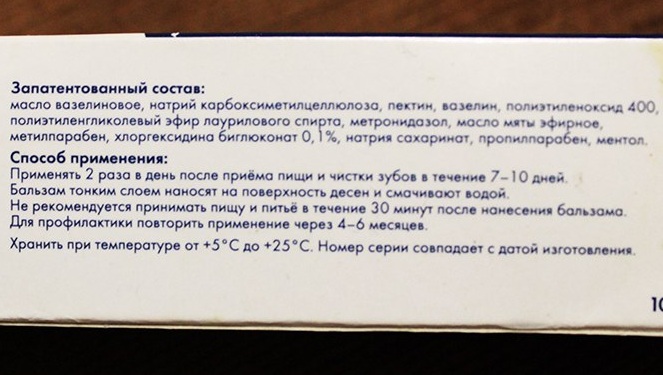 Запатентованный состав:
масло вазелиновое, натрий карбоксиметилцеллюлоза, пектин, вазелин, полиэтиленоксид 400,
полиэтиленгликолевый эфир лаурилового спирта, метронидазол, масло мяты эфирное,
метилпарабен, хлоргексидина биглюконат 0,1%, натрия сахаринат, пропилпарабен, ментол.
Способ применения:
Применять 2 раза в день после приёма пищи и чистки зубов в течение 7–10 дней.
Бальзам тонким слоем наносят на поверхность десен и смачивают водой.
Не рекомендуется принимать пищу и питьё в течение 30 минут после нанесения бальзама.
Для профилактики повторить применение через 4–6 месяцев.
Хранить при температуре от +5°С до +25°С. Номер серии совпадает с датой изготовления.